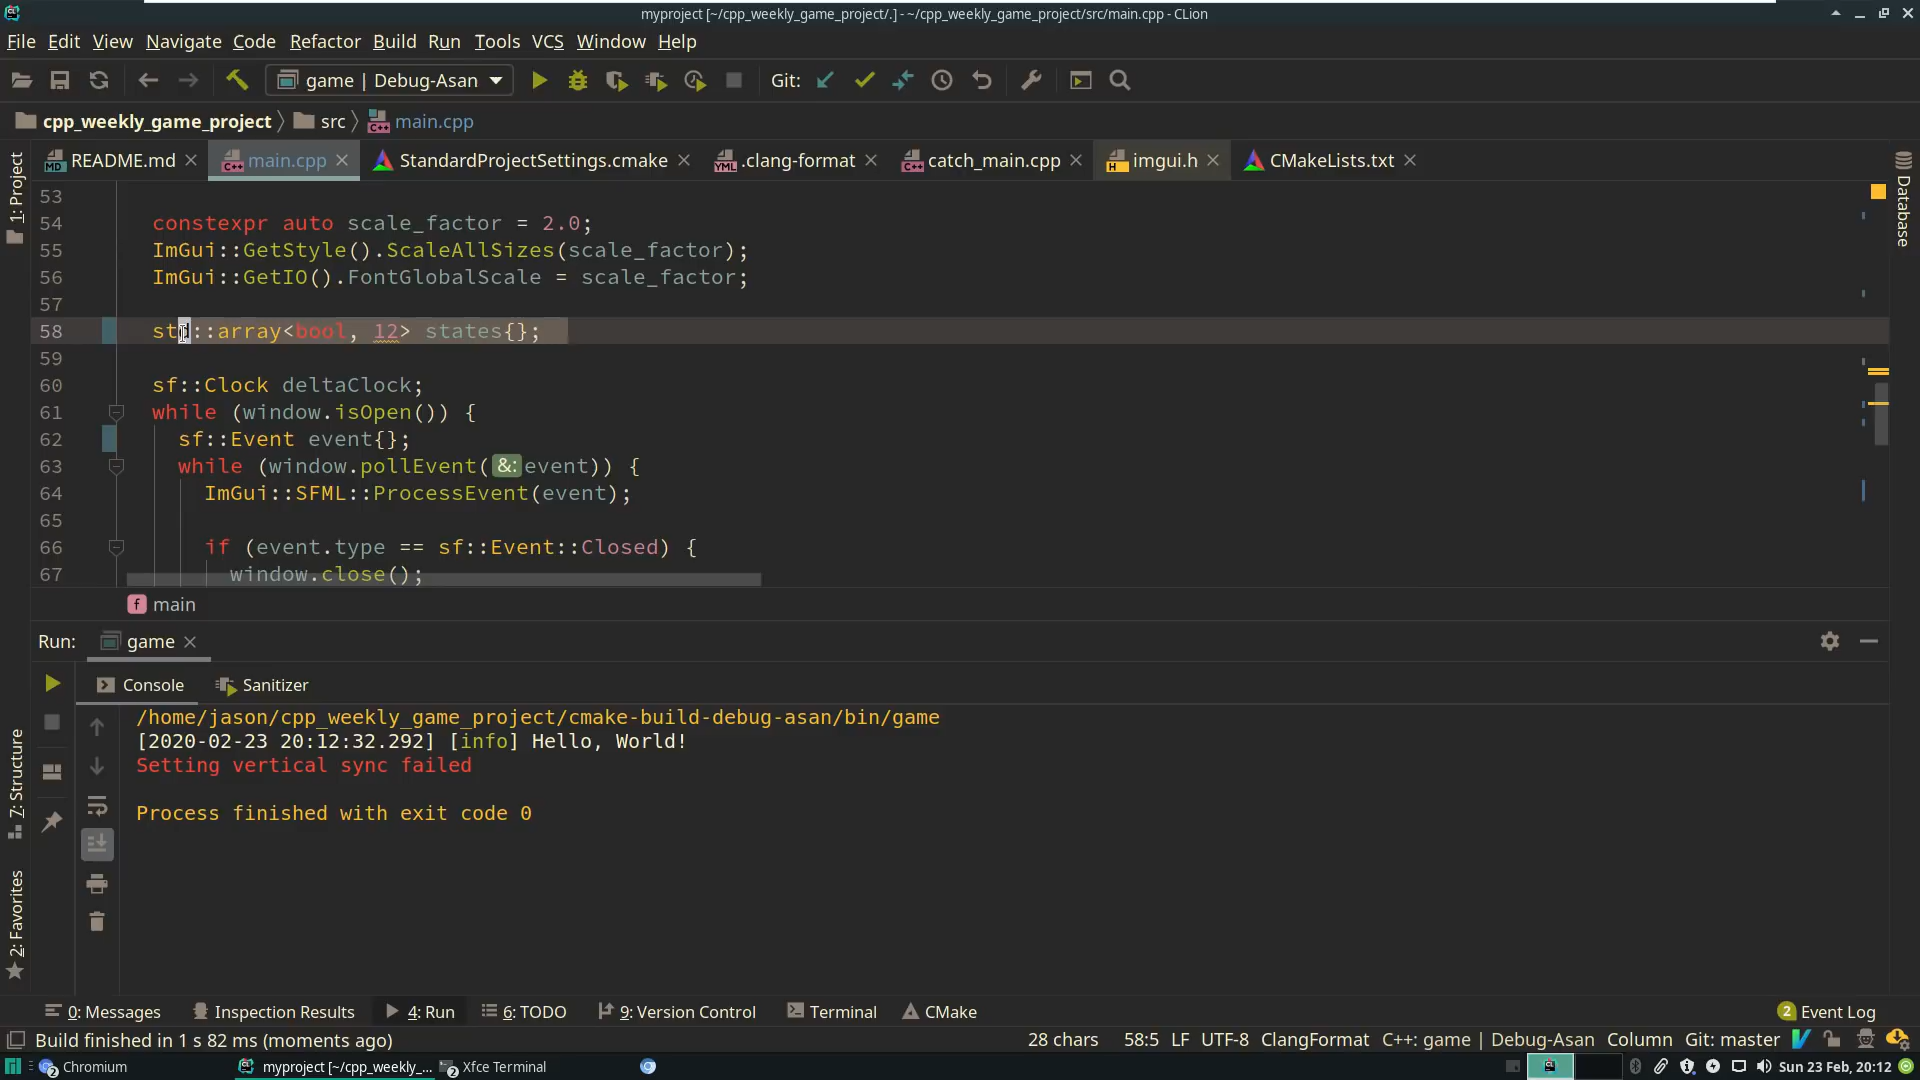 myproject [~/cpp_weekly_game_project/.] - ~/cpp_weekly_game_project/src/main.cpp - CLion
File Edit View Navigate Code Refactor Build Run Tools VCS Window Help
game | Debug-Asan Git:
cpp_weekly_game_project src main.cpp
README.md main.cpp StandardProjectSettings.cmake .clang-format catch_main.cpp imgui.h CMakeLists.txt
1: Project
Database
53
54 constexpr auto scale_factor = 2.0;
55 ImGui::GetStyle().ScaleAllSizes(scale_factor);
56 ImGui::GetIO().FontGlobalScale = scale_factor;
57
58 std::array<bool, 12> states{};
59
60 sf::Clock deltaClock;
61 while (window.isOpen()) {
62 sf::Event event{};
63 while (window.pollEvent(&:event)) {
64 ImGui::SFML::ProcessEvent(event);
65
66 if (event.type == sf::Event::Closed) {
67 window.close();
main
Run: game
Console Sanitizer
/home/jason/cpp_weekly_game_project/cmake-build-debug-asan/bin/game
[2020-02-23 20:12:32.292] [info] Hello, World!
Setting vertical sync failed
Process finished with exit code 0
7: Structure
2: Favorites
0: Messages Inspection Results 4: Run 6: TODO 9: Version Control Terminal CMake 2 Event Log
Build finished in 1 s 82 ms (moments ago) 28 chars 58:5 LF UTF-8 ClangFormat C++: game | Debug-Asan Column Git: master
2 Chromium myproject [~/cpp_weekly_... 2 Xfce Terminal Sun 23 Feb, 20:12